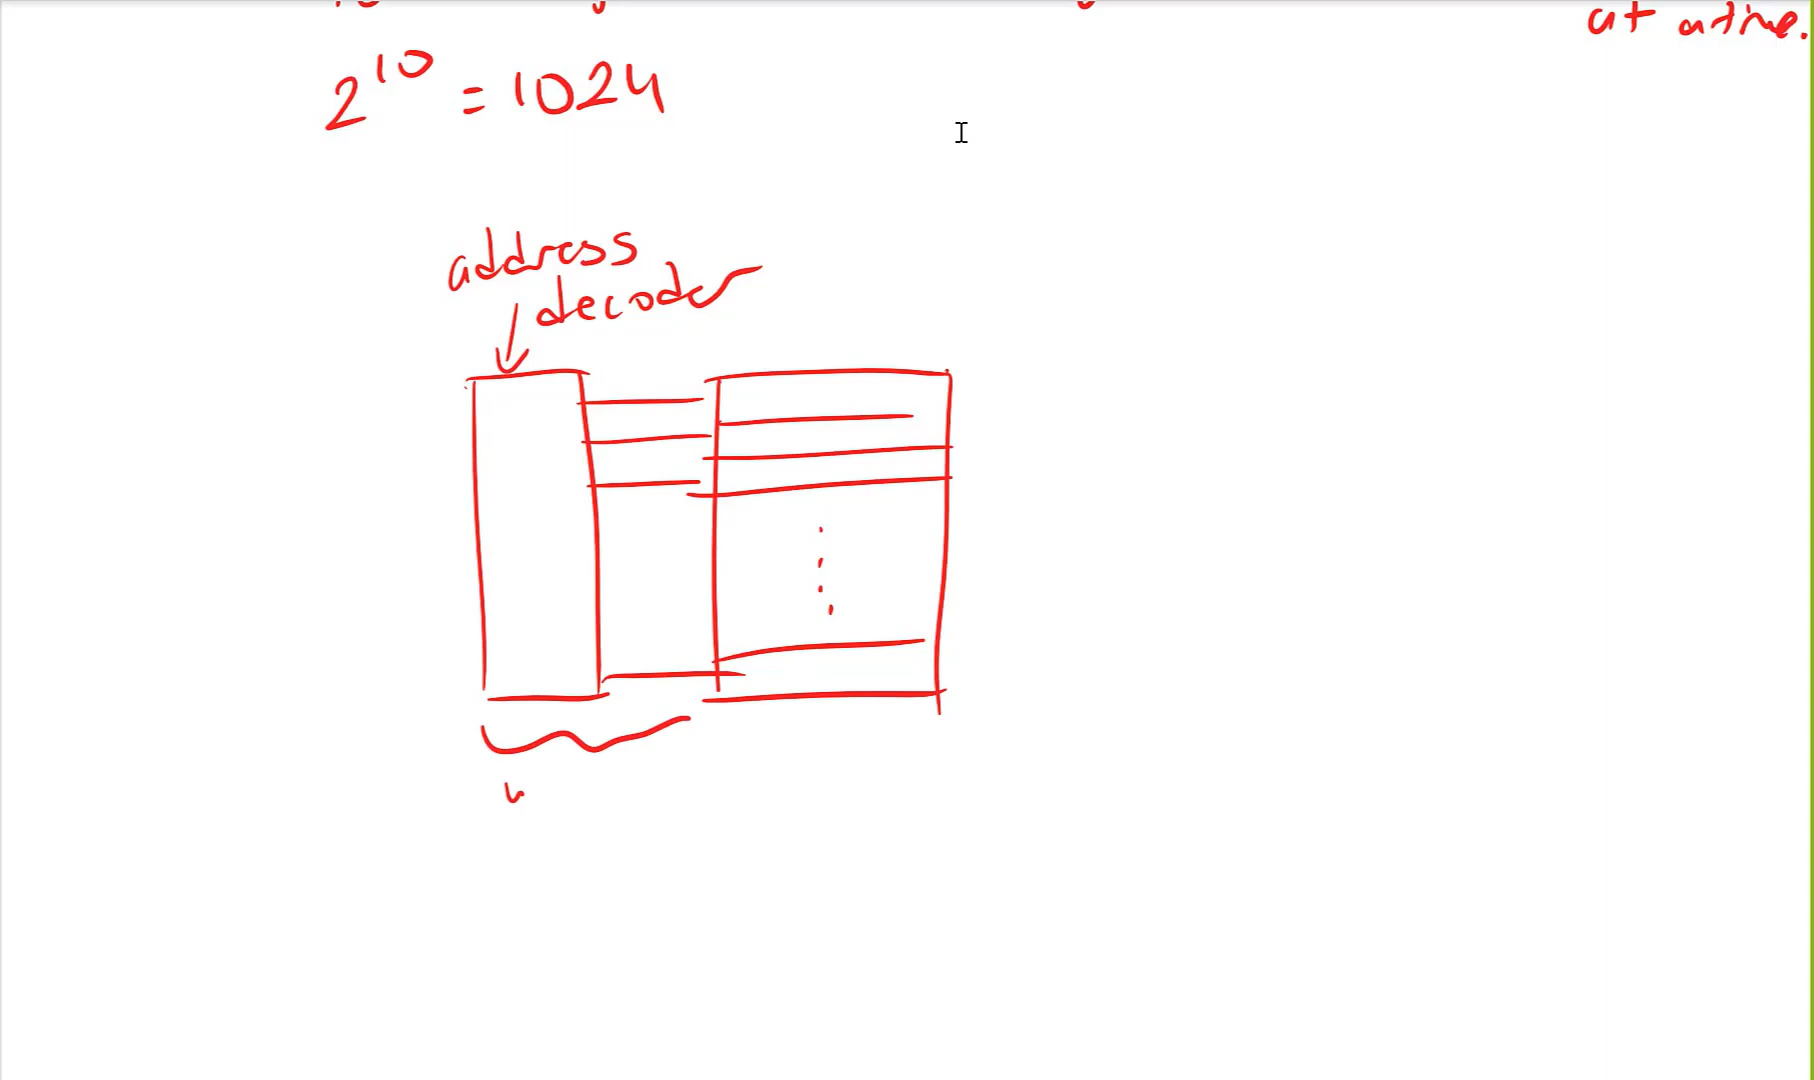 at a time.
2^10 = 1024
address
decoder